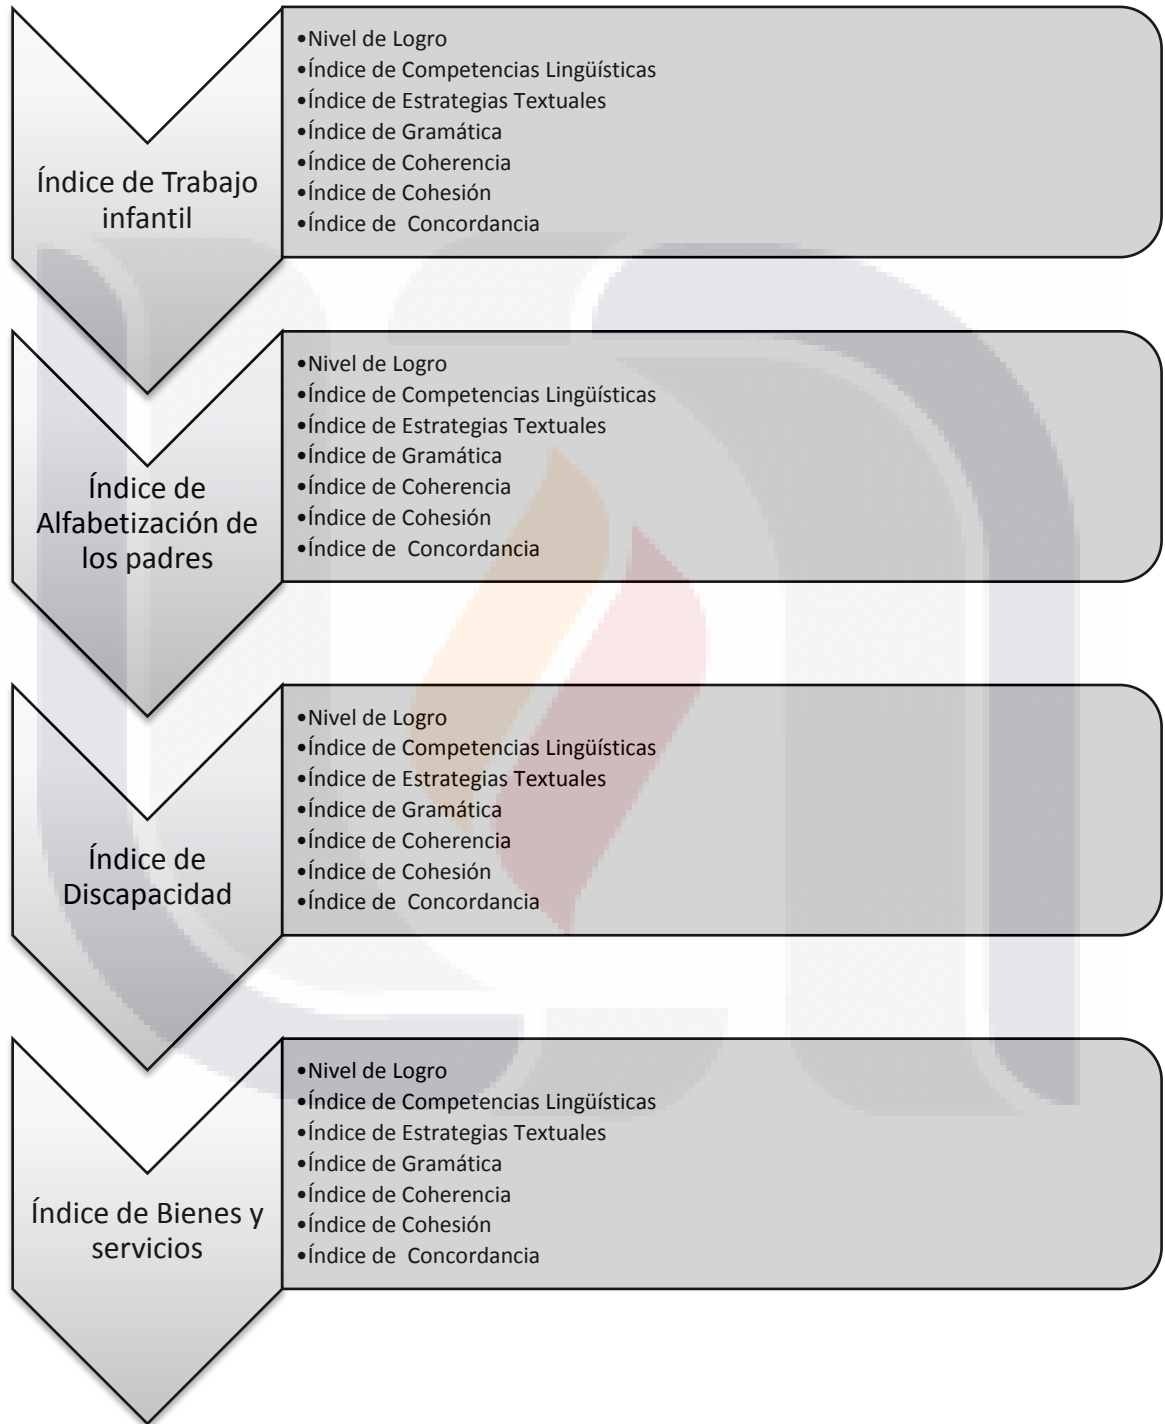 •Nivel de Logro
•Índice de Competencias Lingüísticas
•Índice de Estrategias Textuales
•Índice de Gramática
•Índice de Coherencia
•Índice de Cohesión
•Índice de  Concordancia
Índice de Trabajo
infantil
•Nivel de Logro
•Índice de Competencias Lingüísticas
•Índice de Estrategias Textuales
•Índice de Gramática
•Índice de Coherencia
•Índice de Cohesión
•Índice de  Concordancia
Índice de
Alfabetización de
los padres
•Nivel de Logro
•Índice de Competencias Lingüísticas
•Índice de Estrategias Textuales
•Índice de Gramática
•Índice de Coherencia
•Índice de Cohesión
•Índice de  Concordancia
Índice de
Discapacidad
•Nivel de Logro
•Índice de Competencias Lingüísticas
•Índice de Estrategias Textuales
•Índice de Gramática
•Índice de Coherencia
•Índice de Cohesión
•Índice de  Concordancia
Índice de Bienes y
servicios